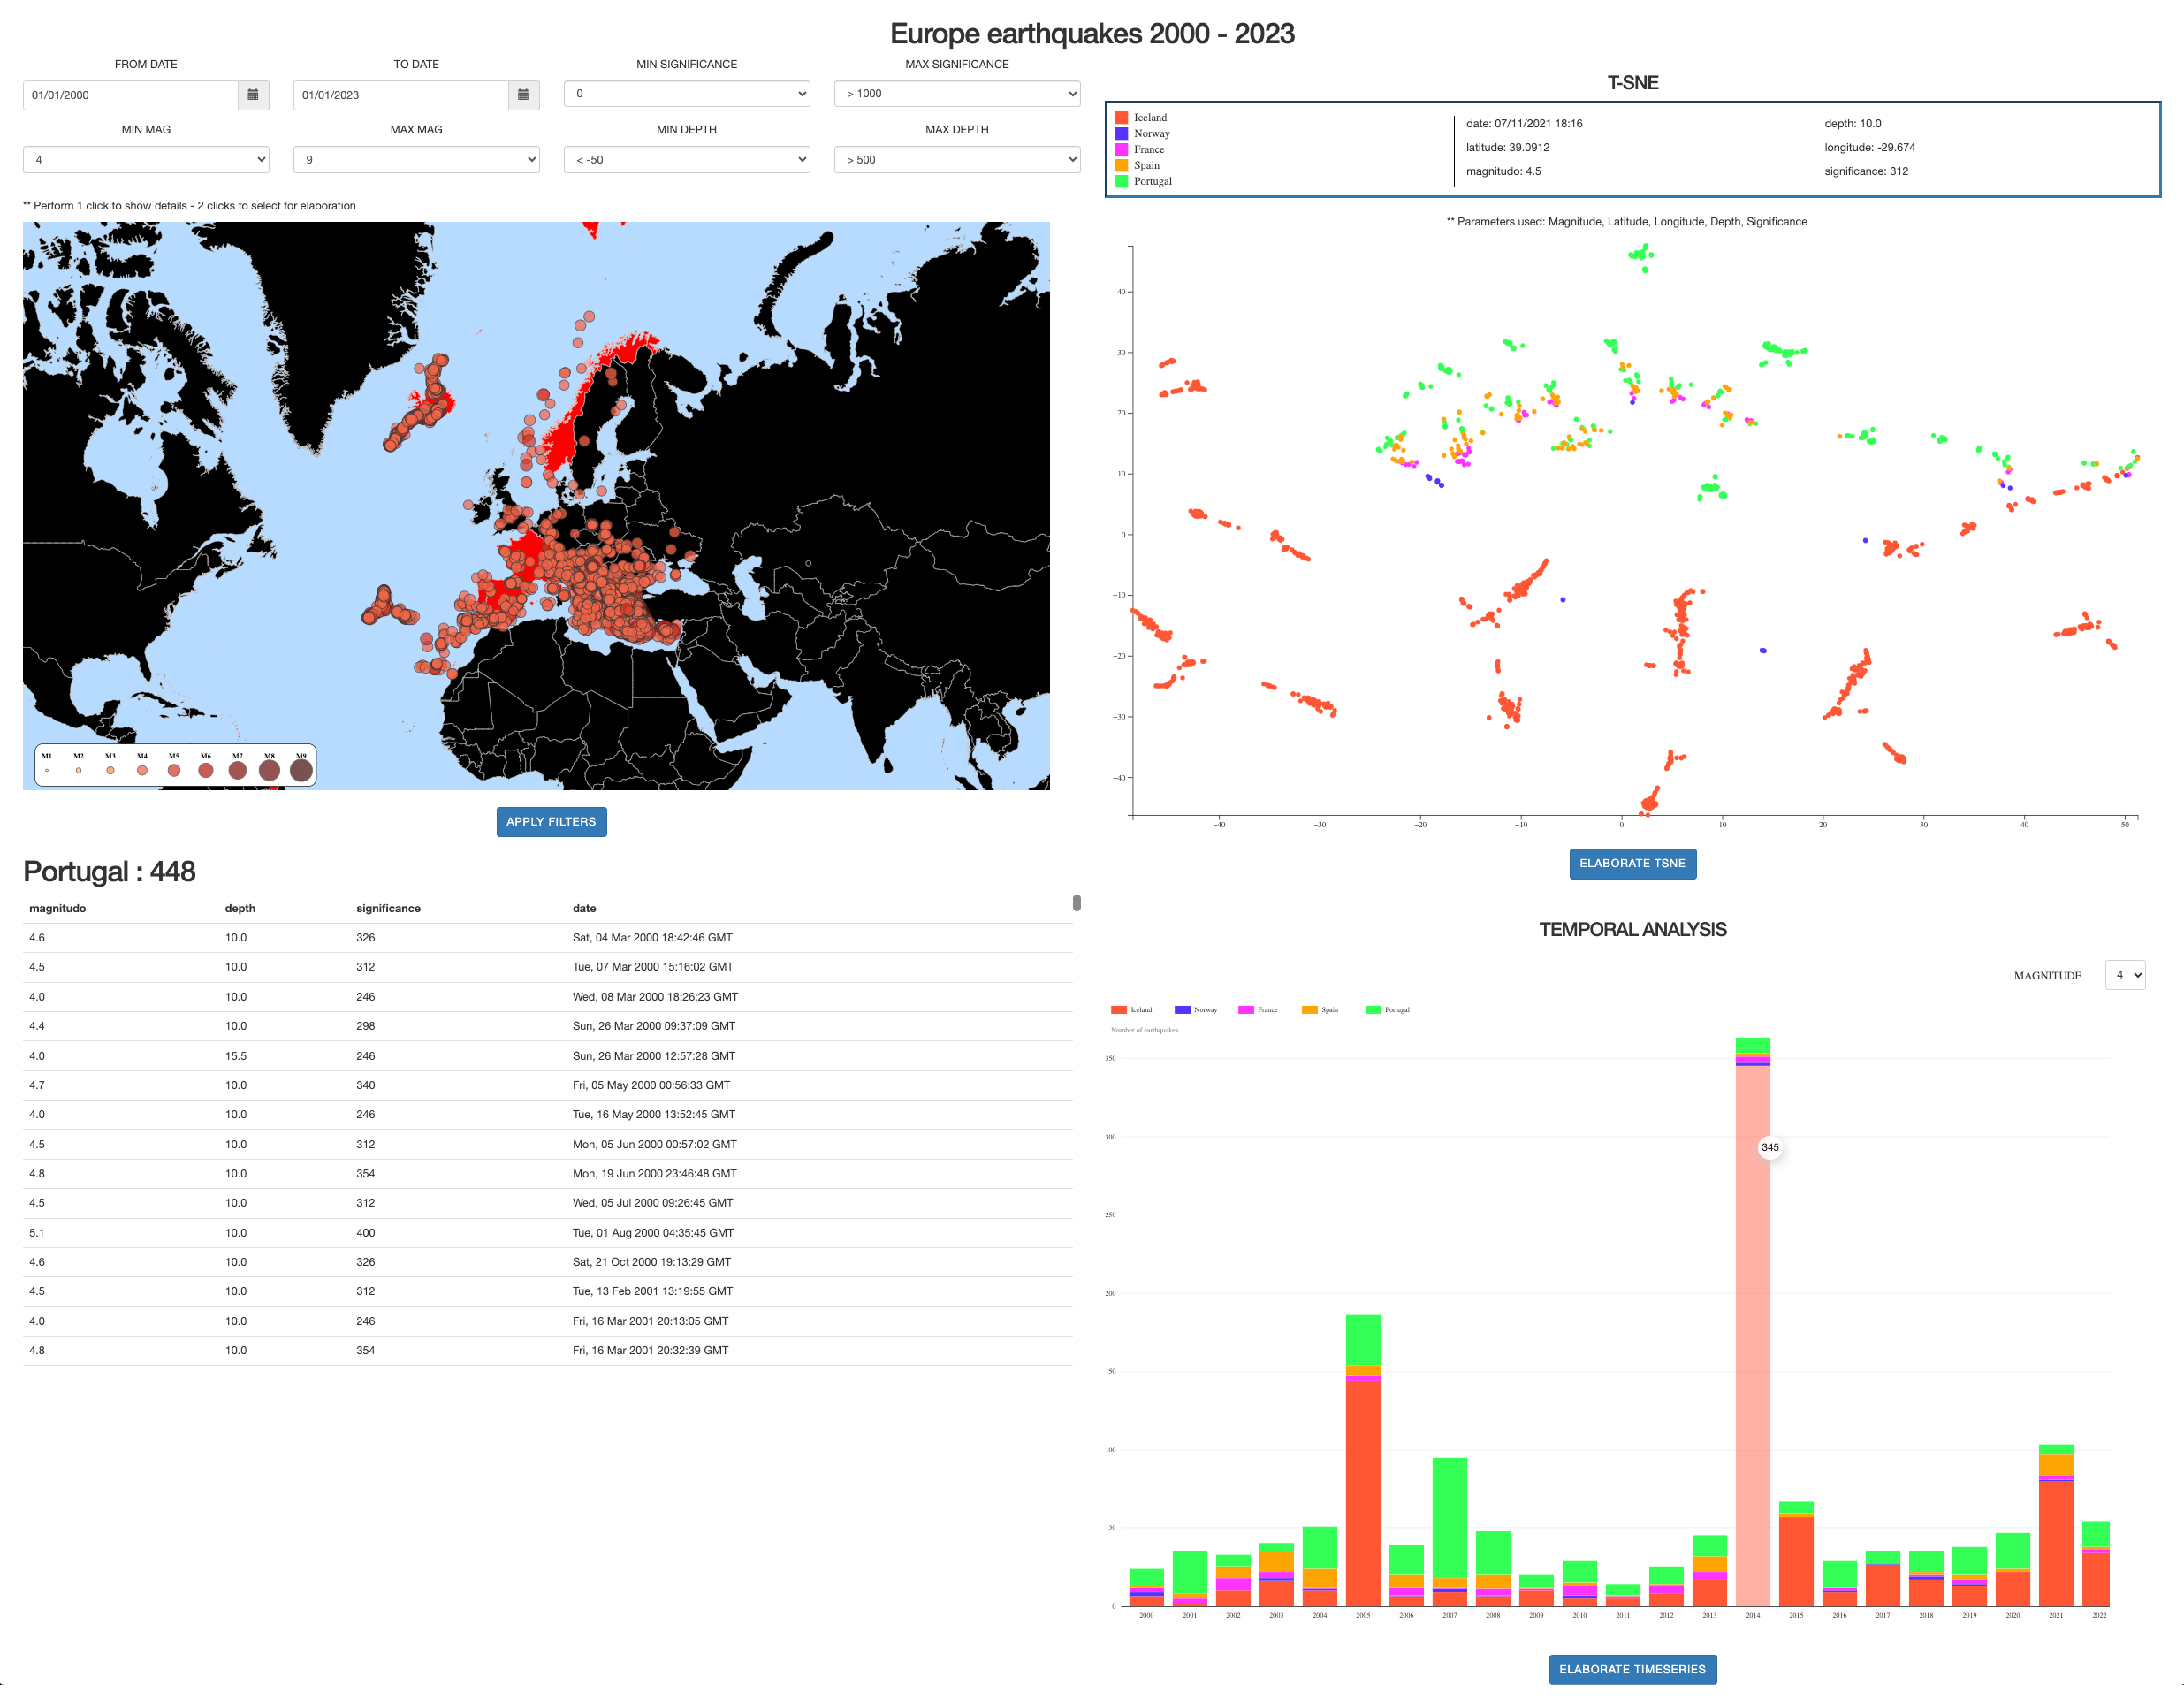 Europe earthquakes 2000 - 2023
FROM DATE TO DATE MIN SIGNIFICANCE MAX SIGNIFICANCE
01/01/2000 01/01/2023 0 > 1000
MIN MAG MAX MAG MIN DEPTH MAX DEPTH
4 9 < -50 > 500
** Perform 1 click to show details - 2 clicks to select for elaboration
M1 M2 M3 M4 M5 M6 M7 M8 M9
APPLY FILTERS
Portugal : 448
magnitudo depth significance date
4.6 10.0 326 Sat, 04 Mar 2000 18:42:46 GMT
4.5 10.0 312 Tue, 07 Mar 2000 15:16:02 GMT
4.0 10.0 246 Wed, 08 Mar 2000 18:26:23 GMT
4.4 10.0 298 Sun, 26 Mar 2000 09:37:09 GMT
4.0 15.5 246 Sun, 26 Mar 2000 12:57:28 GMT
4.7 10.0 340 Fri, 05 May 2000 00:56:33 GMT
4.0 10.0 246 Tue, 16 May 2000 13:52:45 GMT
4.5 10.0 312 Mon, 05 Jun 2000 00:57:02 GMT
4.8 10.0 354 Mon, 19 Jun 2000 23:46:48 GMT
4.5 10.0 312 Wed, 05 Jul 2000 09:26:45 GMT
5.1 10.0 400 Tue, 01 Aug 2000 04:35:45 GMT
4.6 10.0 326 Sat, 21 Oct 2000 19:13:29 GMT
4.5 10.0 312 Tue, 13 Feb 2001 13:19:55 GMT
4.0 10.0 246 Fri, 16 Mar 2001 20:13:05 GMT
4.8 10.0 354 Fri, 16 Mar 2001 20:32:39 GMT
T-SNE
Iceland
Norway
France
Spain
Portugal
date: 07/11/2021 18:16 depth: 10.0
latitude: 39.0912 longitude: -29.674
magnitudo: 4.5 significance: 312
** Parameters used: Magnitude, Latitude, Longitude, Depth, Significance
40
30
20
10
0
−10
−20
−30
−40
−40 −30 −20 −10 0 10 20 30 40 50
ELABORATE TSNE
TEMPORAL ANALYSIS
MAGNITUDE 4
Iceland Norway France Spain Portugal
Number of earthquakes
350
300
345
250
200
150
100
50
0
2000 2001 2002 2003 2004 2005 2006 2007 2008 2009 2010 2011 2012 2013 2014 2015 2016 2017 2018 2019 2020 2021 2022
ELABORATE TIMESERIES